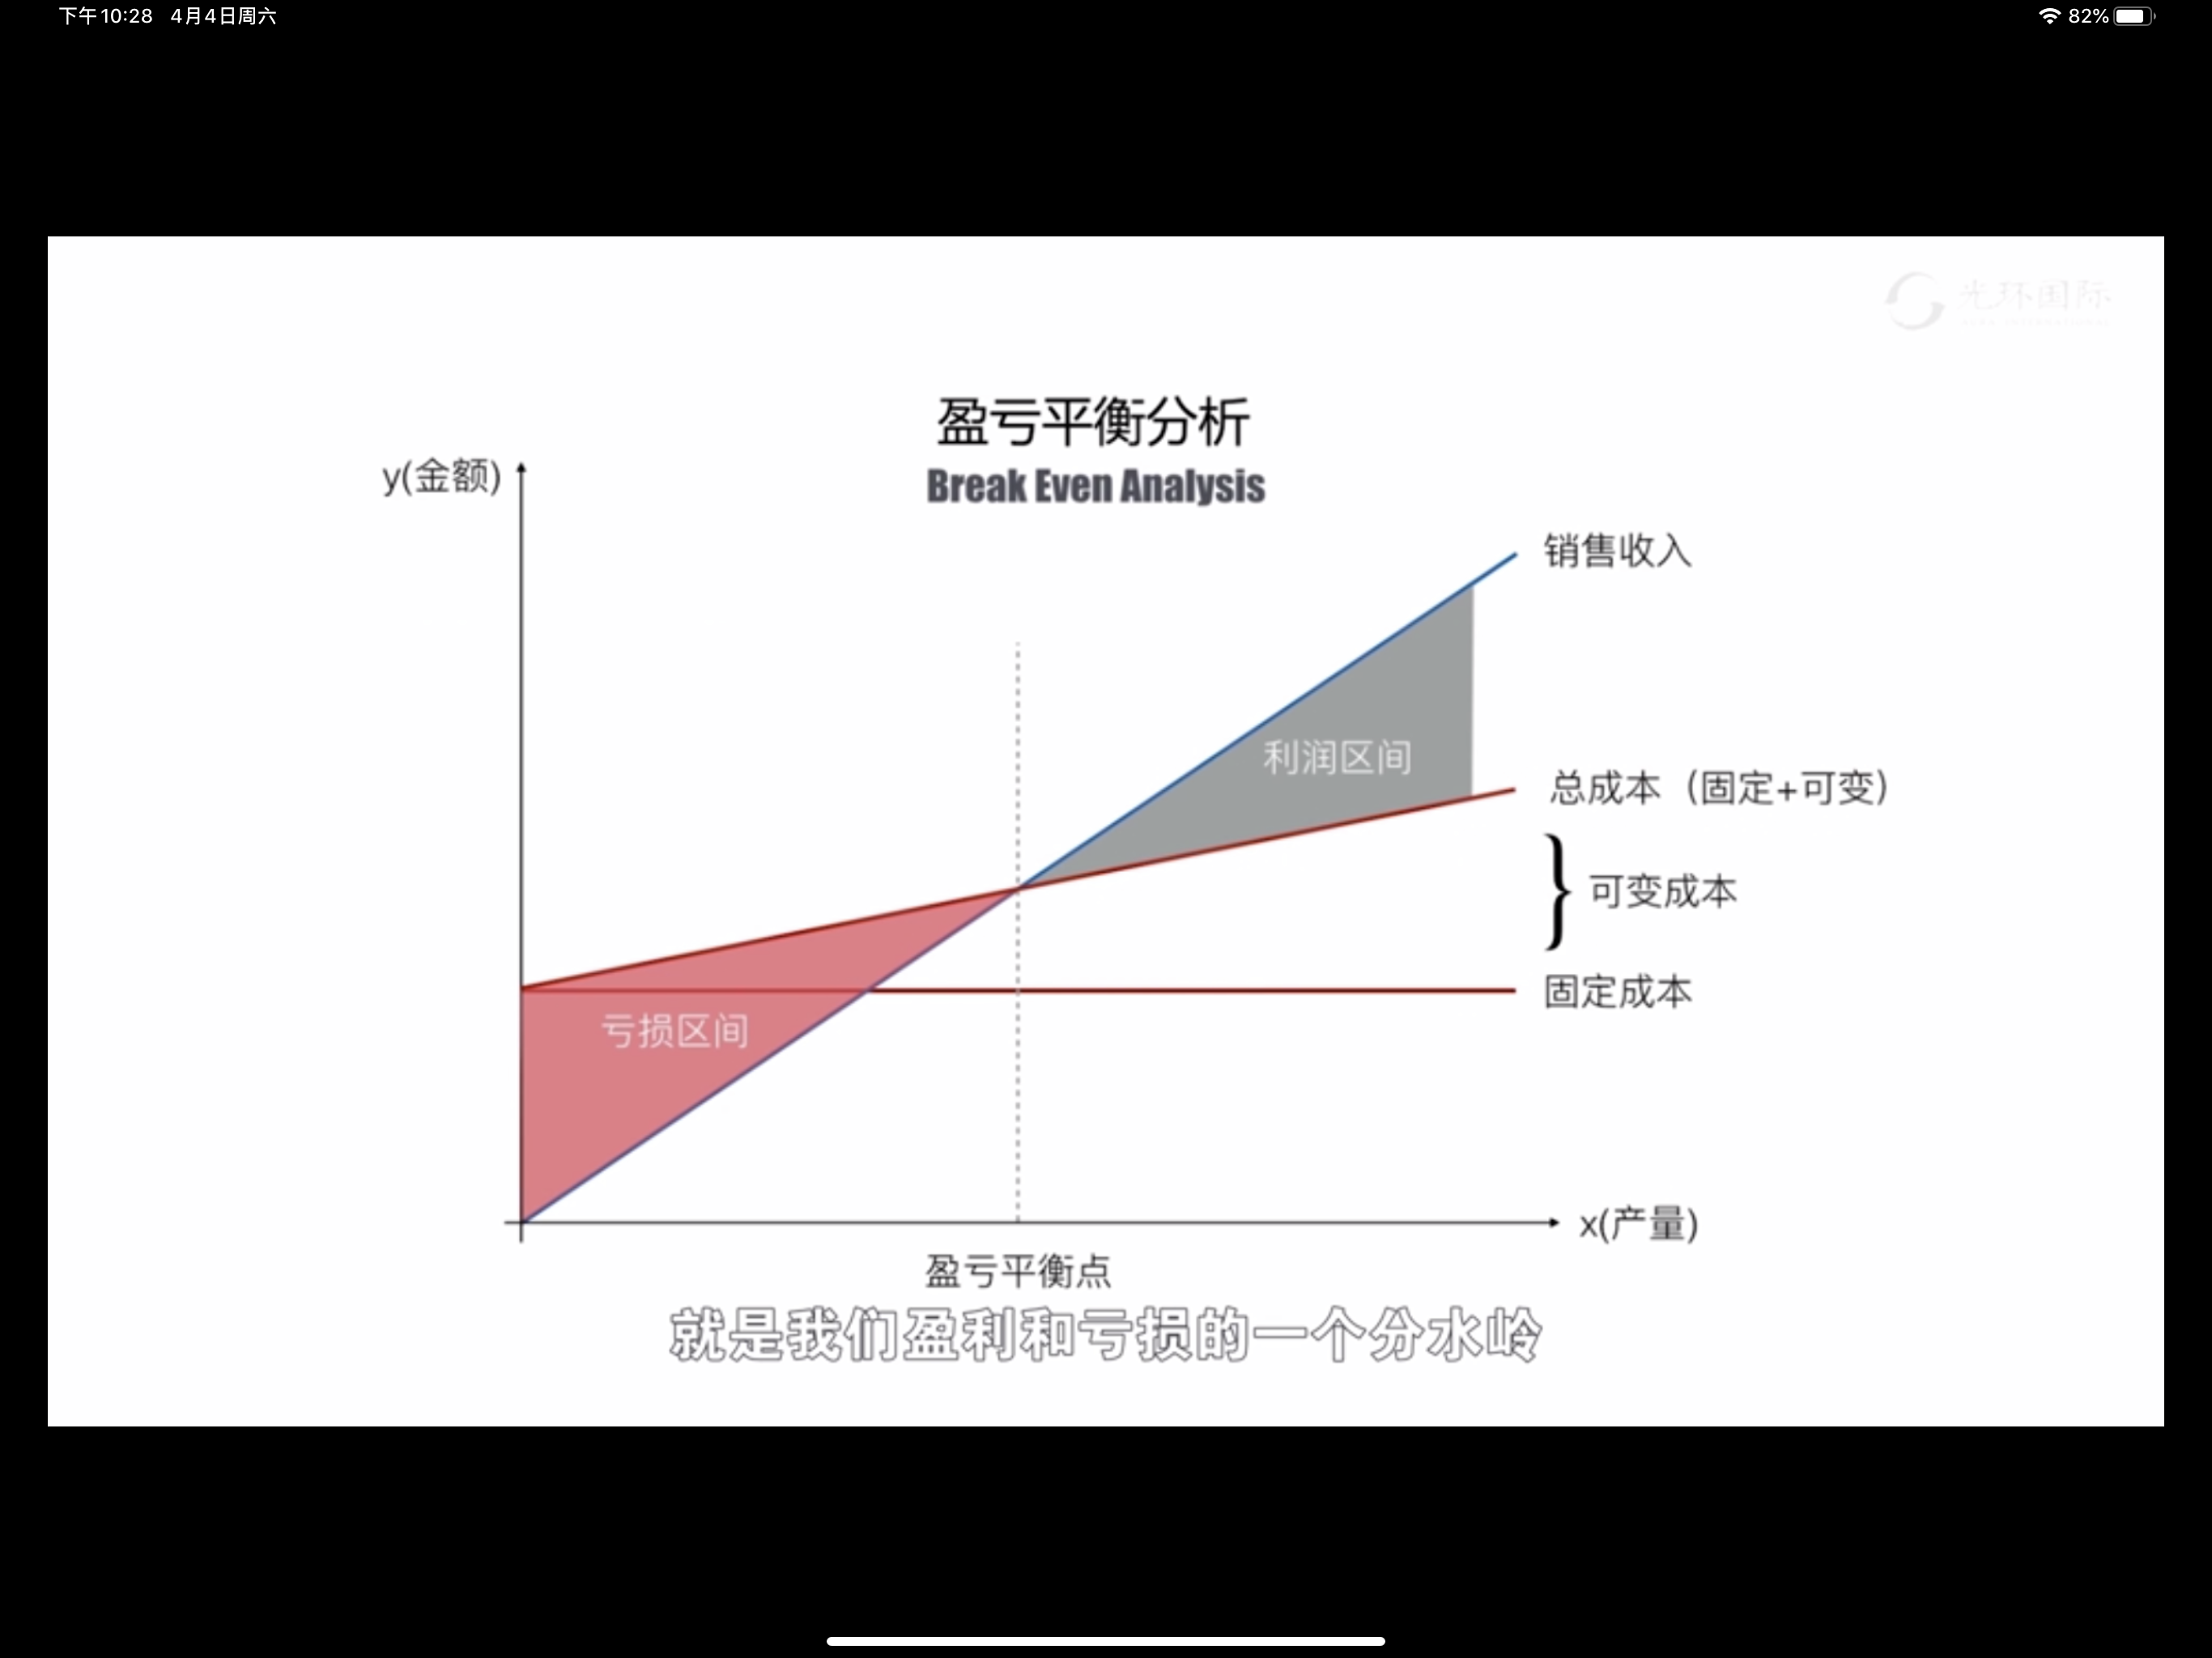 下午10:28 4月4日周六
82%
光环国际
盈亏平衡分析
Break Even Analysis
y(金额)
销售收入
利润区间
总成本（固定+可变）
可变成本
固定成本
亏损区间
x(产量)
盈亏平衡点
就是我们盈利和亏损的一个分水岭